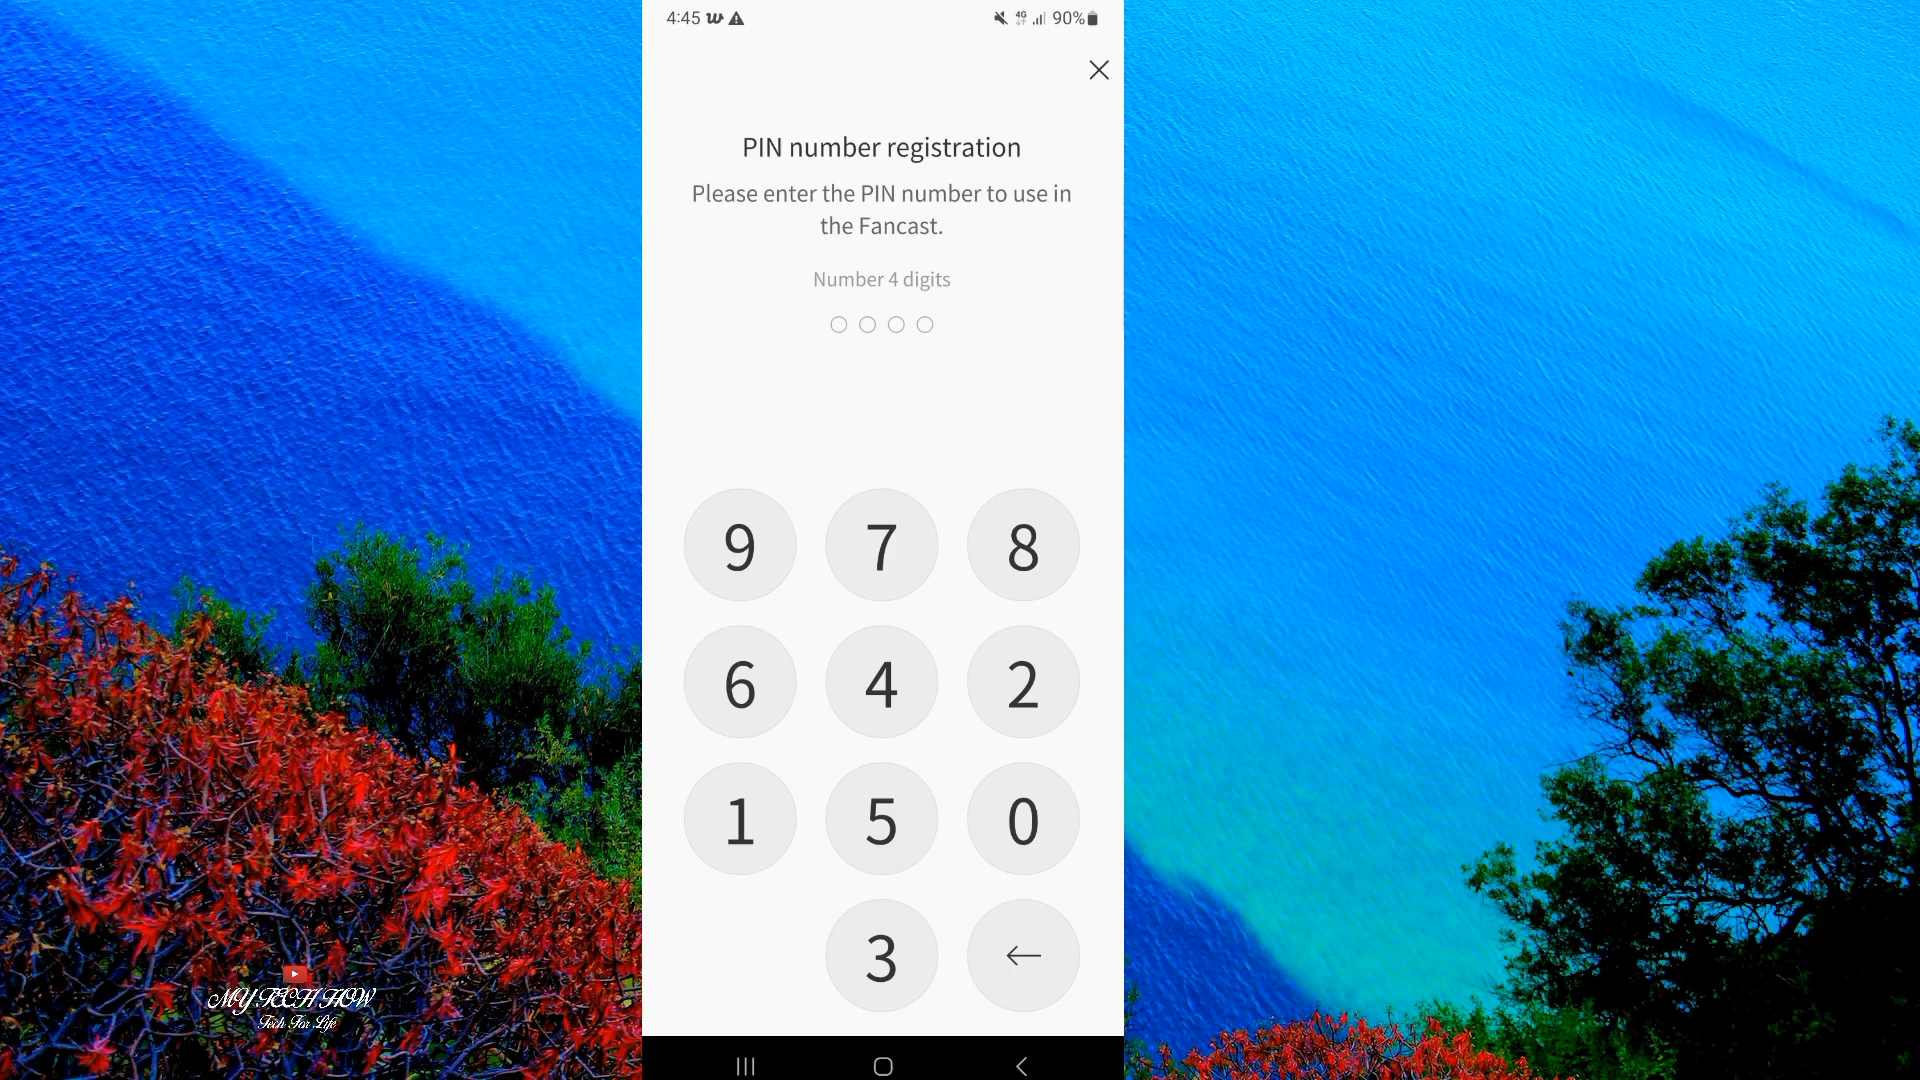 4:45 4G 90%
PIN number registration
Please enter the PIN number to use in
the Fancast.
Number 4 digits
9 7 8
6 4 2
1 5 0
3
MY TECH HOW
Tech For Life